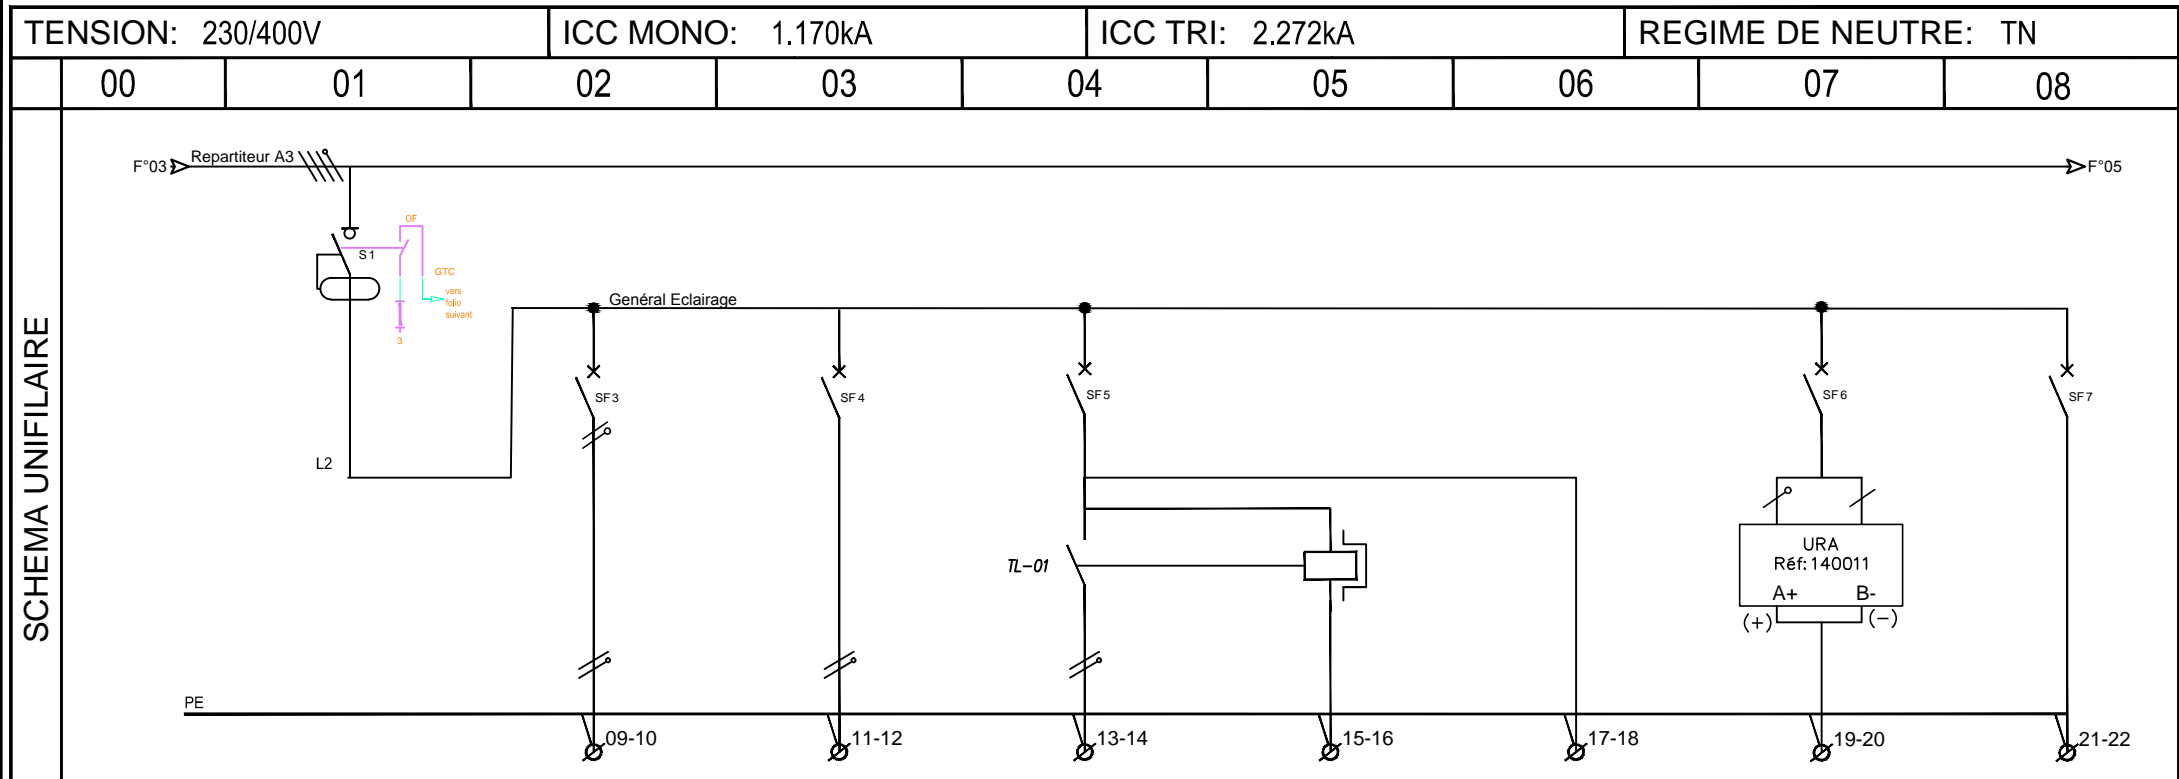 TENSION: 230/400V ICC MONO: 1.170kA ICC TRI: 2.272kA REGIME DE NEUTRE: TN
00 01 02 03 04 05 06 07 08
SCHEMA UNIFILAIRE
F°03 Repartiteur A3 F°05
OF
S1
GTC
vers
folio
suivant
3
Genéral Eclairage
SF3 SF4 SF5 SF6 SF7
L2
TL-01
URA
Réf:140011
A+ B-
(+) (-)
PE
09-10 11-12 13-14 15-16 17-18 19-20 21-22